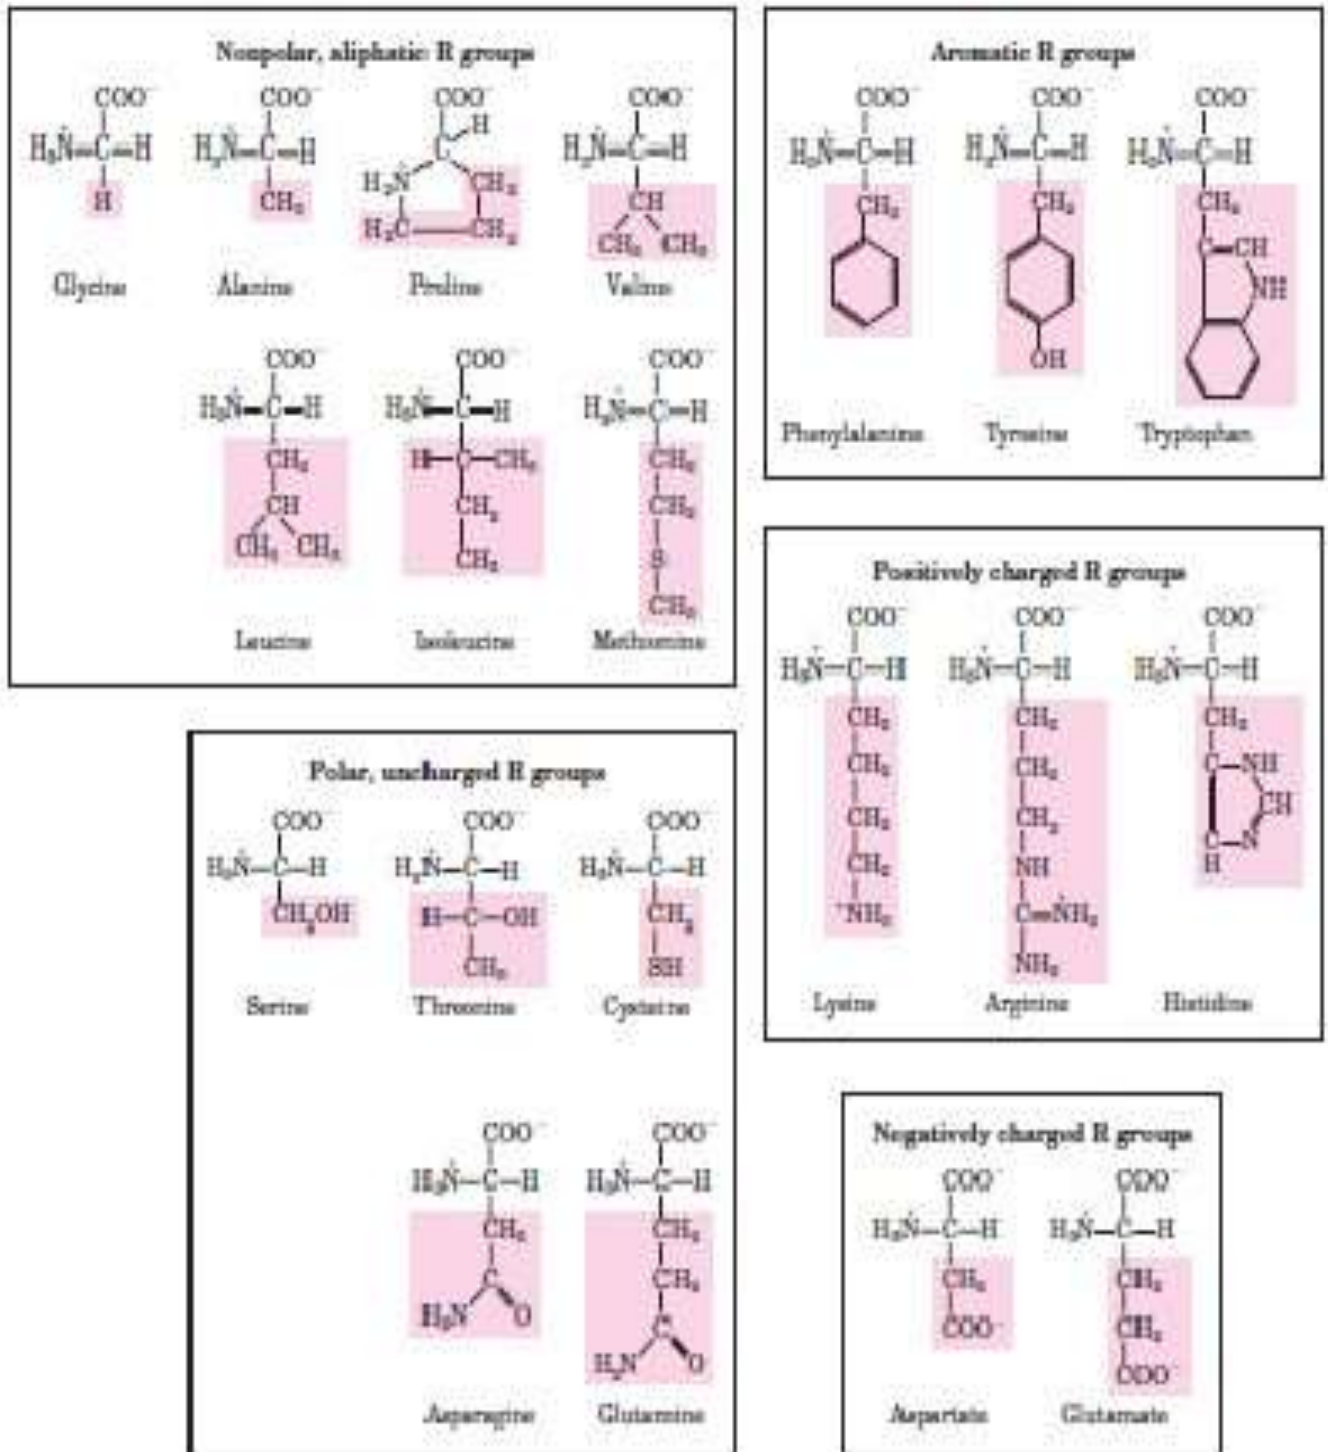 Nonpolar, aliphatic R groups
COO⁻ COO⁻ COO⁻ COO⁻
H₃N⁺—C—H H₃N⁺—C—H C H H₃N⁺—C—H
H CH₃ H₂N⁺ CH₂ CH
H₂C CH₂ CH₃ CH₃
Glycine Alanine Proline Valine
COO⁻ COO⁻ COO⁻
H₃N⁺—C—H H₃N⁺—C—H H₃N⁺—C—H
CH₂ H—C—CH₃ CH₂
CH CH₂ CH₂
CH₃ CH₃ CH₃ S
CH₃
Leucine Isoleucine Methionine
Aromatic R groups
COO⁻ COO⁻ COO⁻
H₃N⁺—C—H H₃N⁺—C—H H₃N⁺—C—H
CH₂ CH₂ CH₂
C=CH
NH
OH
Phenylalanine Tyrosine Tryptophan
Positively charged R groups
COO⁻ COO⁻ COO⁻
H₃N⁺—C—H H₃N⁺—C—H H₃N⁺—C—H
CH₂ CH₂ CH₂
CH₂ CH₂ C—NH
CH
CH₂ CH₂ C—N
CH₂ NH H
⁺NH₃ C=N⁺H₂
NH₂
Lysine Arginine Histidine
Polar, uncharged R groups
COO⁻ COO⁻ COO⁻
H₃N⁺—C—H H₃N⁺—C—H H₃N⁺—C—H
CH₂OH H—C—OH CH₂
CH₃ SH
Serine Threonine Cysteine
COO⁻ COO⁻
H₃N⁺—C—H H₃N⁺—C—H
CH₂ CH₂
C CH₂
H₂N O C
H₂N O
Asparagine Glutamine
Negatively charged R groups
COO⁻ COO⁻
H₃N⁺—C—H H₃N⁺—C—H
CH₂ CH₂
COO⁻ CH₂
COO⁻
Aspartate Glutamate